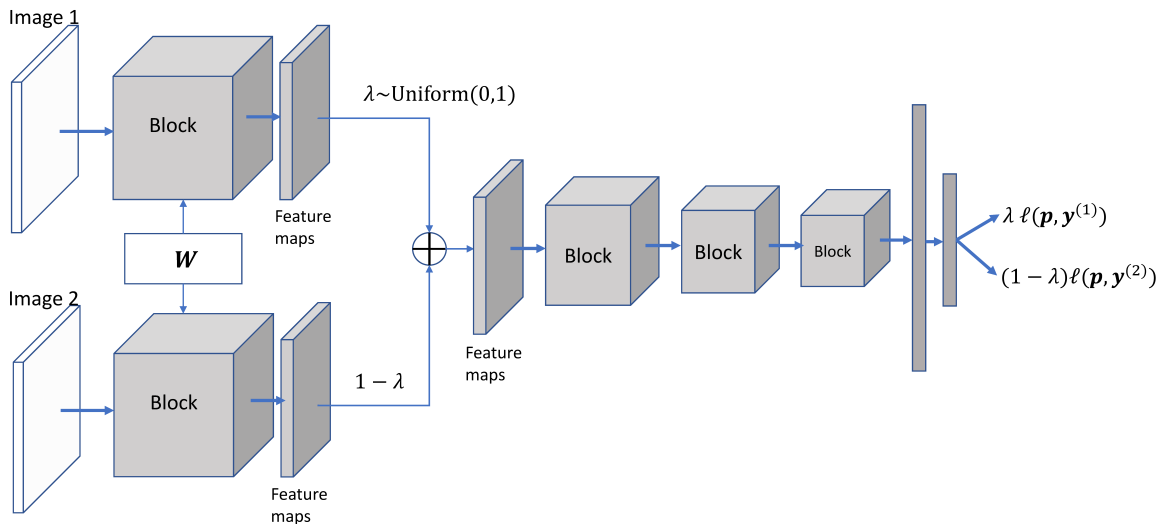 Image 1
Block
Feature
maps
λ~Uniform(0,1)
W
Image 2
Block
Feature
maps
1 − λ
Feature
maps
Block
Block
Block
λ ℓ(p, y⁽¹⁾)
(1 − λ)ℓ(p, y⁽²⁾)